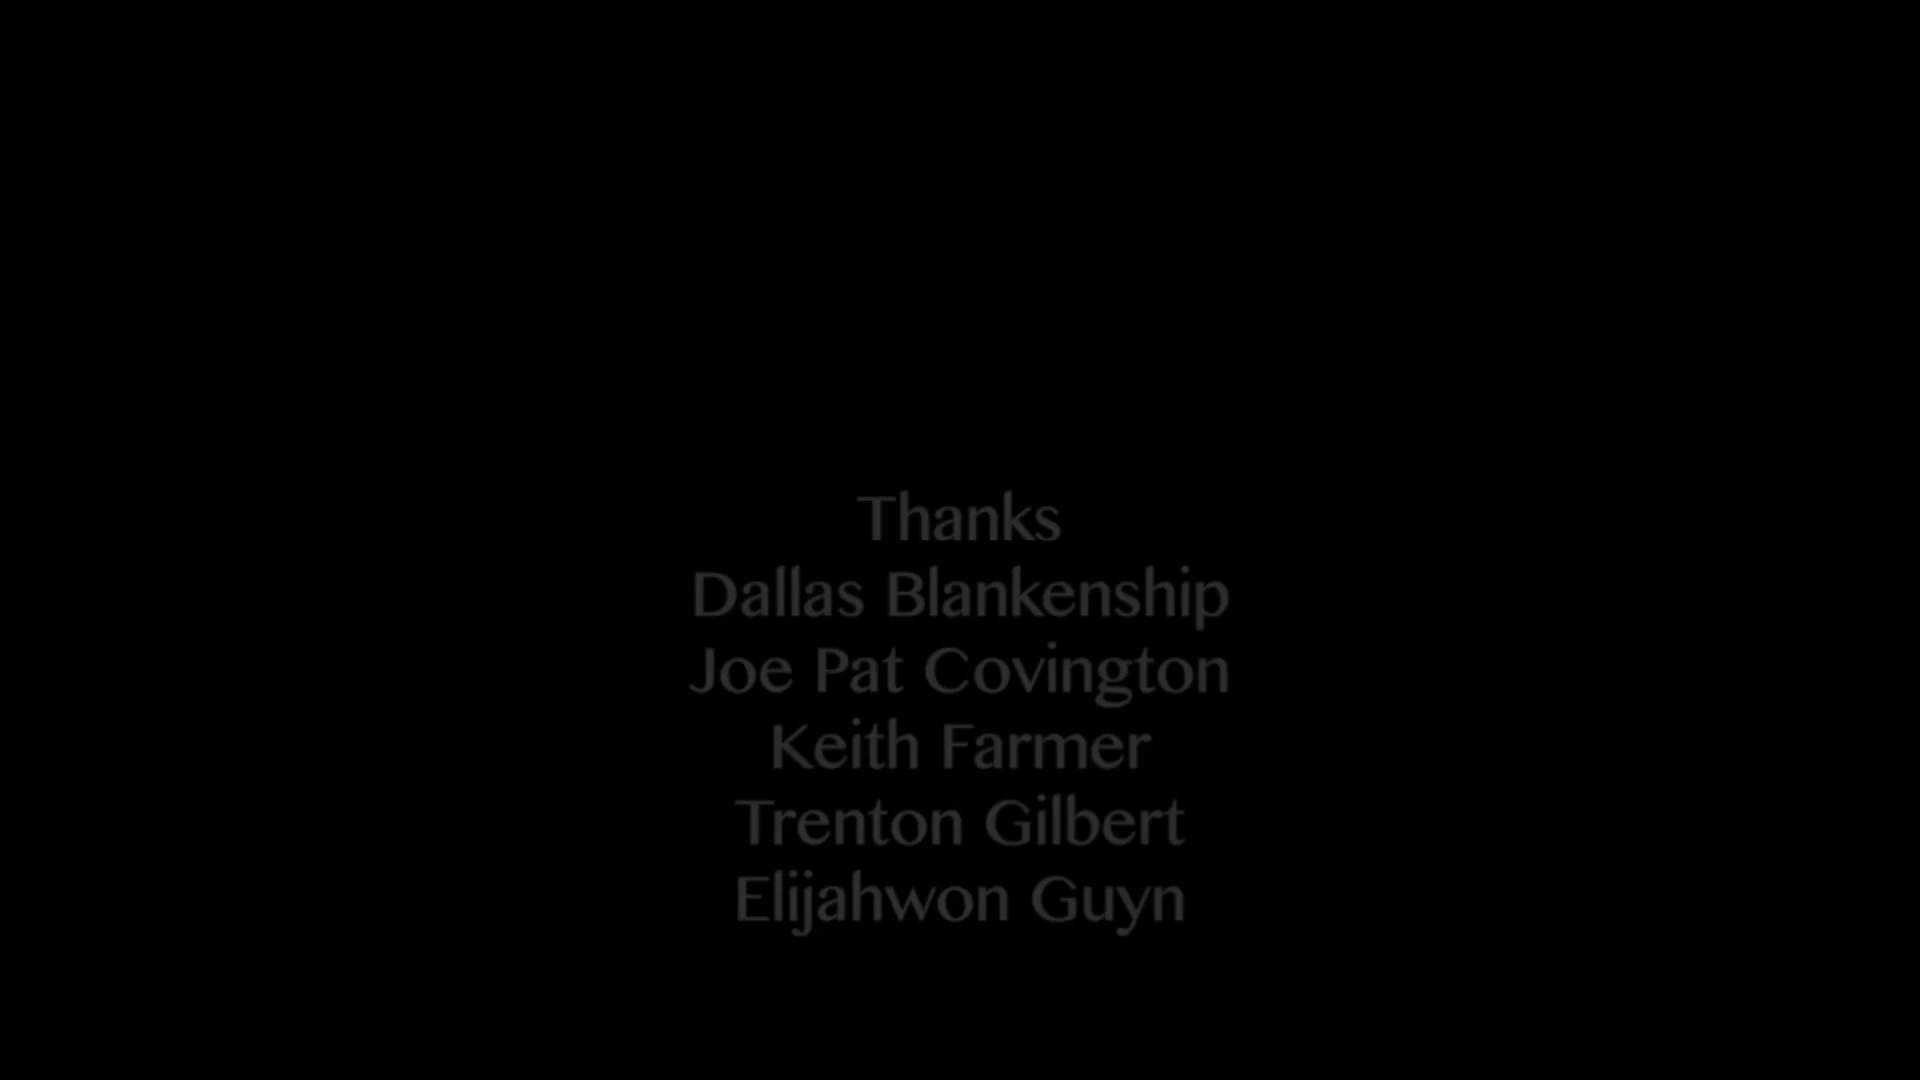 Thanks
Dallas Blankenship
Joe Pat Covington
Keith Farmer
Trenton Gilbert
Elijahwon Guyn